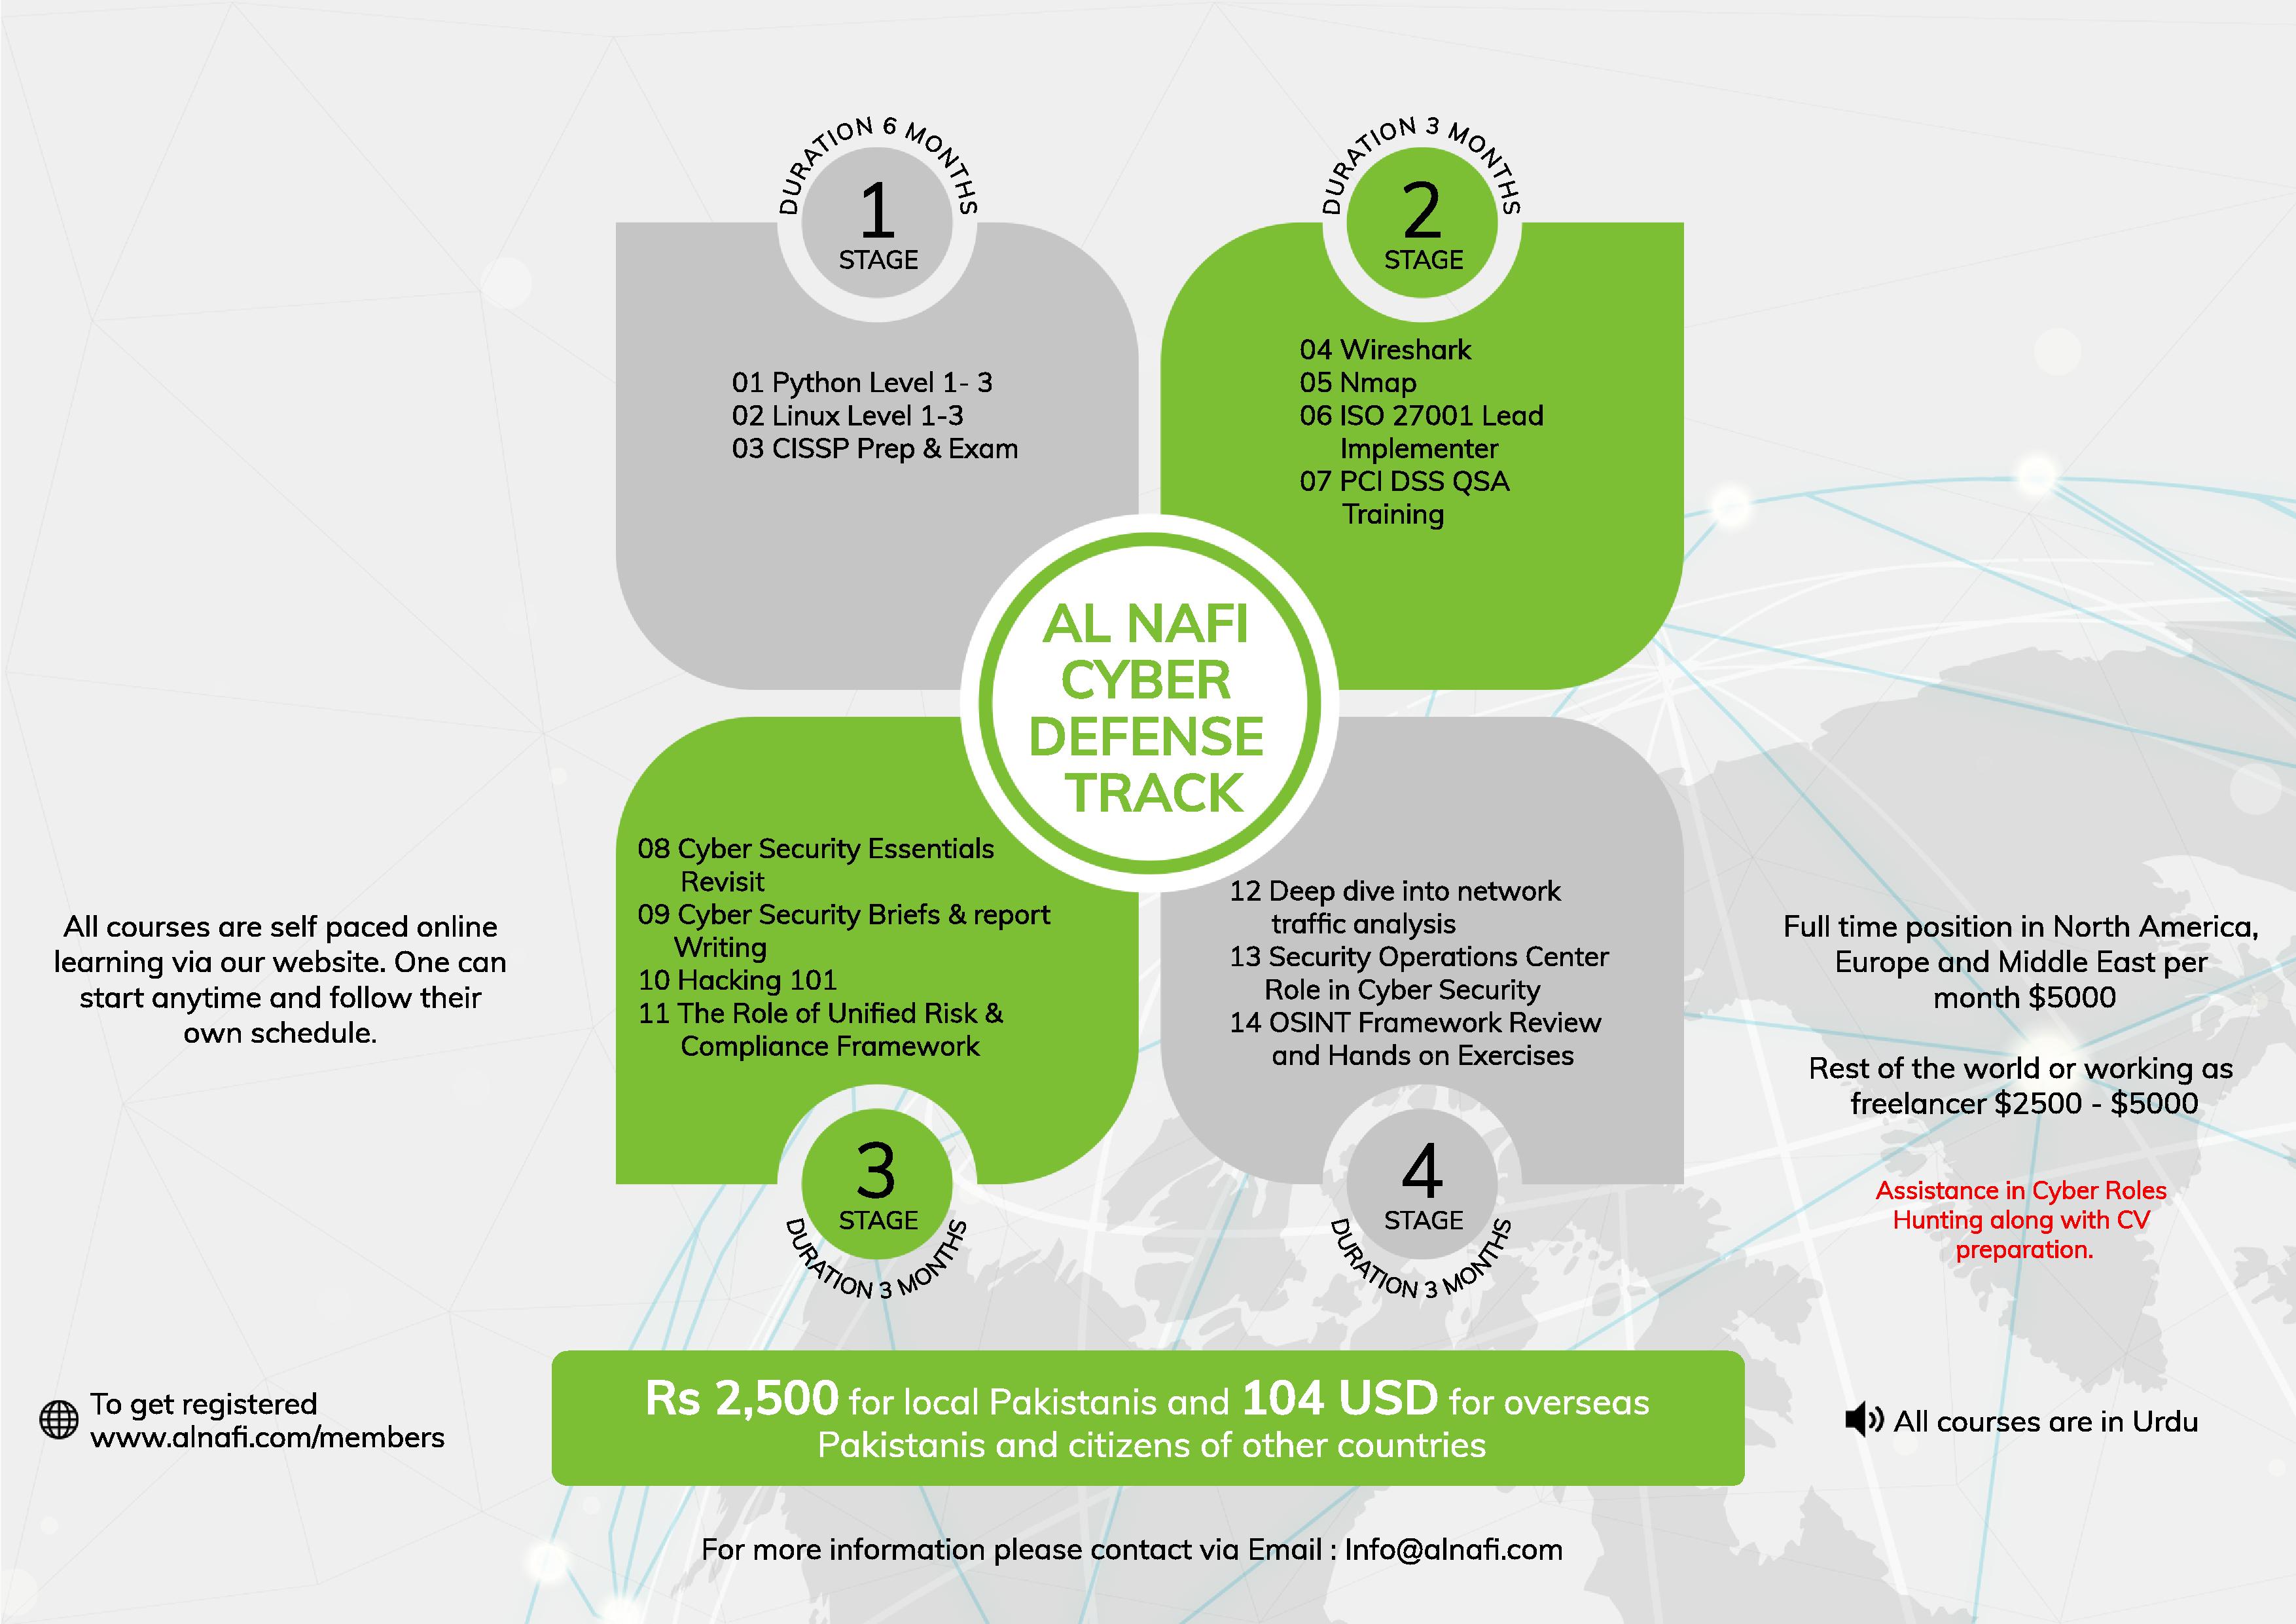 DURATION 6 MONTHS
1
STAGE
01 Python Level 1- 3
02 Linux Level 1-3
03 CISSP Prep & Exam
DURATION 3 MONTHS
2
STAGE
04 Wireshark
05 Nmap
06 ISO 27001 Lead
Implementer
07 PCI DSS QSA
Training
AL NAFI
CYBER
DEFENSE
TRACK
08 Cyber Security Essentials
Revisit
09 Cyber Security Briefs & report
Writing
10 Hacking 101
11 The Role of Unified Risk &
Compliance Framework
3
STAGE
DURATION 3 MONTHS
12 Deep dive into network
traffic analysis
13 Security Operations Center
Role in Cyber Security
14 OSINT Framework Review
and Hands on Exercises
4
STAGE
DURATION 3 MONTHS
All courses are self paced online
learning via our website. One can
start anytime and follow their
own schedule.
Full time position in North America,
Europe and Middle East per
month $5000
Rest of the world or working as
freelancer $2500 - $5000
Assistance in Cyber Roles
Hunting along with CV
preparation.
To get registered
www.alnafi.com/members
Rs 2,500 for local Pakistanis and 104 USD for overseas
Pakistanis and citizens of other countries
All courses are in Urdu
For more information please contact via Email : Info@alnafi.com